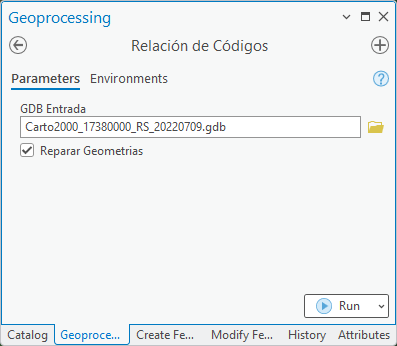 Geoprocessing
Relación de Códigos
Parameters Environments
GDB Entrada
Carto2000_17380000_RS_20220709.gdb
Reparar Geometrias
Run
Catalog Geoproce... Create Fe... Modify Fe... History Attributes